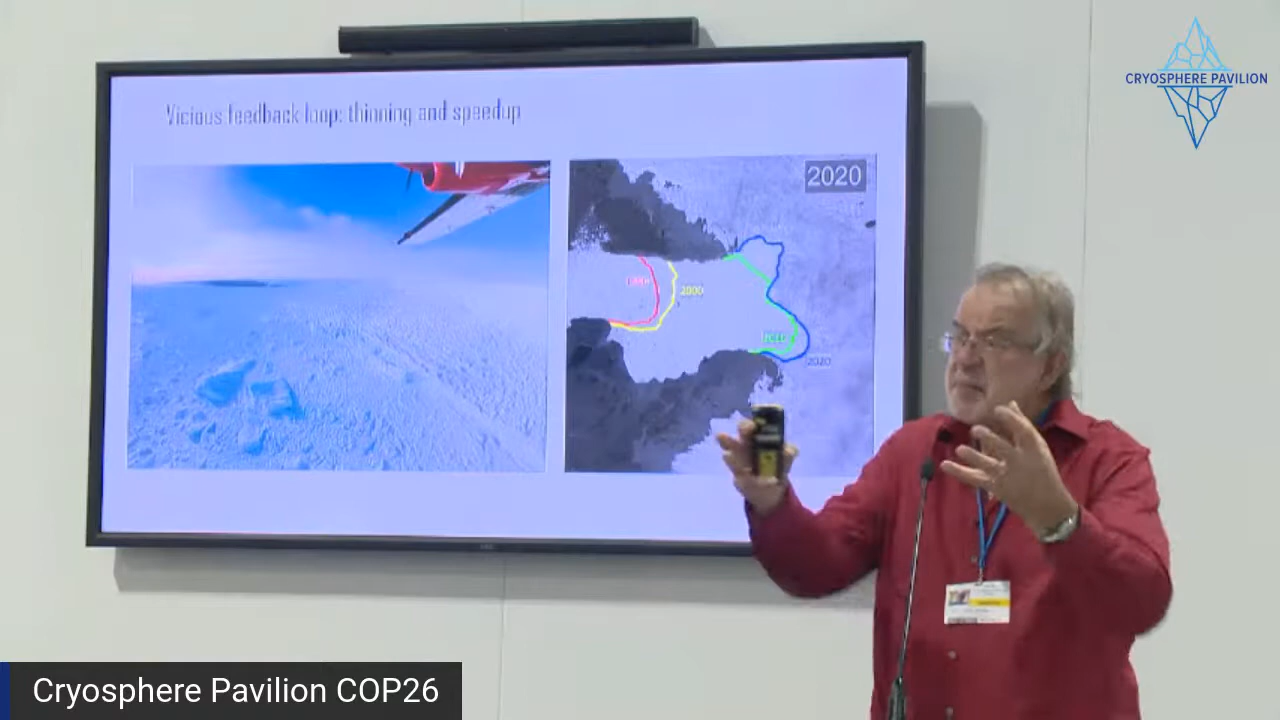 CRYOSPHERE PAVILION
Vicious feedback loop: thinning and speedup
2020
2000
2020
Cryosphere Pavilion COP26